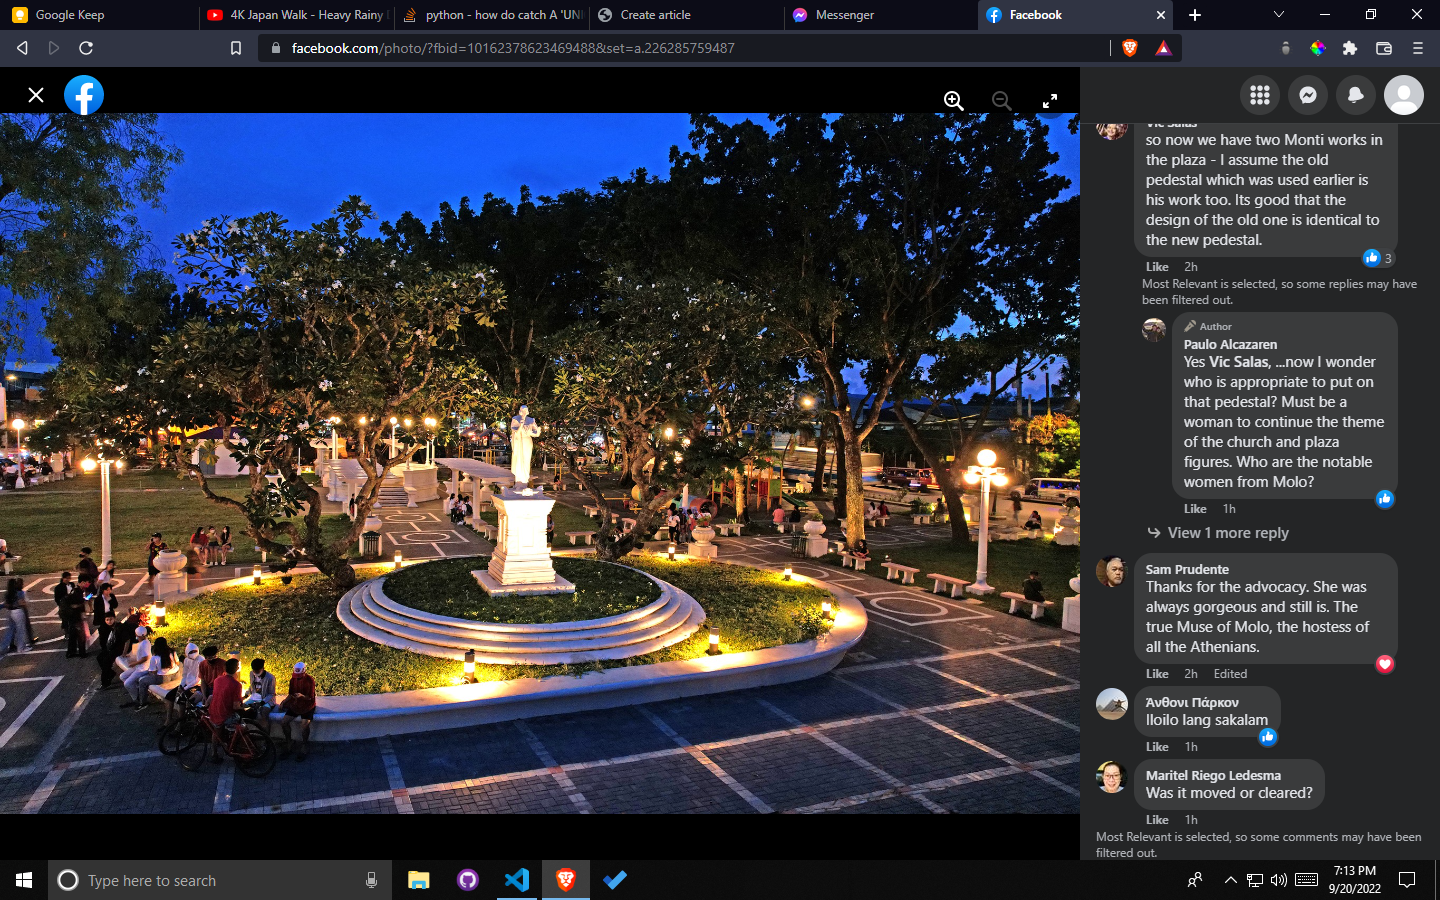 Google Keep
4K Japan Walk - Heavy Rainy
python - how do catch A 'UNI
Create article
Messenger
Facebook
facebook.com/photo/?fbid=10162378623469488&set=a.226285759487
Vic Salas
so now we have two Monti works in
the plaza - I assume the old
pedestal which was used earlier is
his work too. Its good that the
design of the old one is identical to
the new pedestal.
3
Like 2h
Most Relevant is selected, so some replies may have
been filtered out.
Author
Paulo Alcazaren
Yes Vic Salas, ...now I wonder
who is appropriate to put on
that pedestal? Must be a
woman to continue the theme
of the church and plaza
figures. Who are the notable
women from Molo?
Like 1h
View 1 more reply
Sam Prudente
Thanks for the advocacy. She was
always gorgeous and still is. The
true Muse of Molo, the hostess of
all the Athenians.
Like 2h Edited
Άνθονι Πάρκον
Iloilo lang sakalam
Like 1h
Maritel Riego Ledesma
Was it moved or cleared?
Like 1h
Most Relevant is selected, so some comments may have been
filtered out.
Type here to search
7:13 PM
9/20/2022